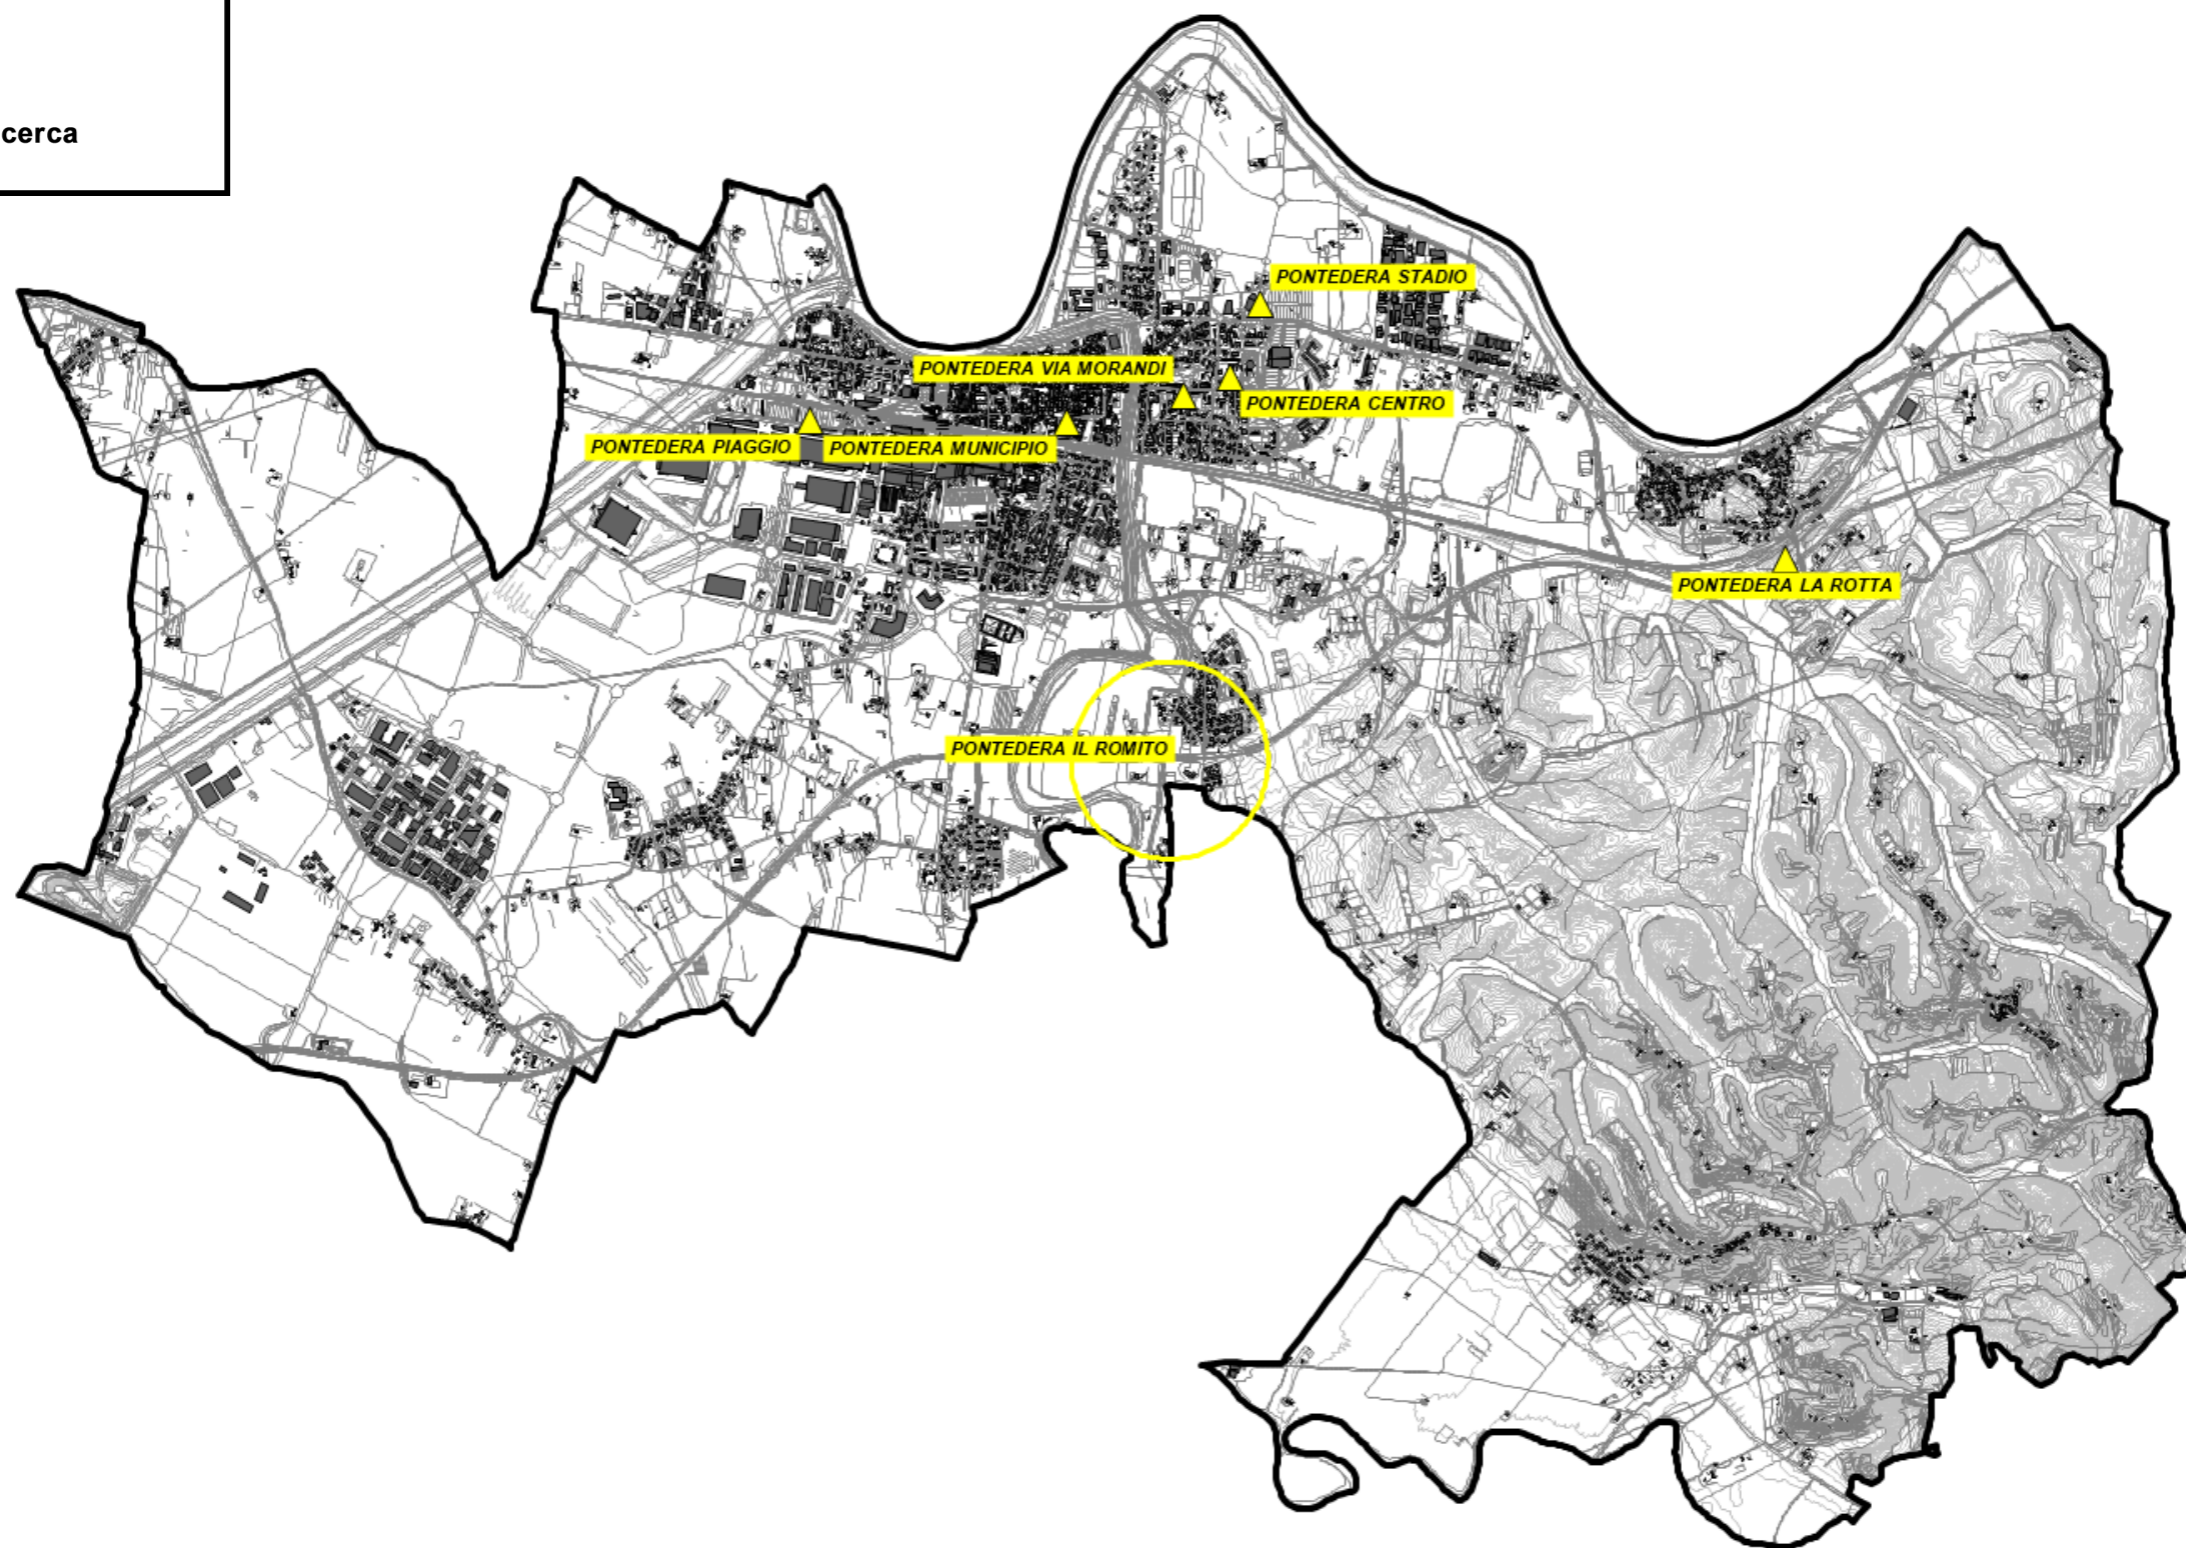 cerca
PONTEDERA STADIO
PONTEDERA VIA MORANDI
PONTEDERA CENTRO
PONTEDERA PIAGGIO
PONTEDERA MUNICIPIO
PONTEDERA LA ROTTA
PONTEDERA IL ROMITO